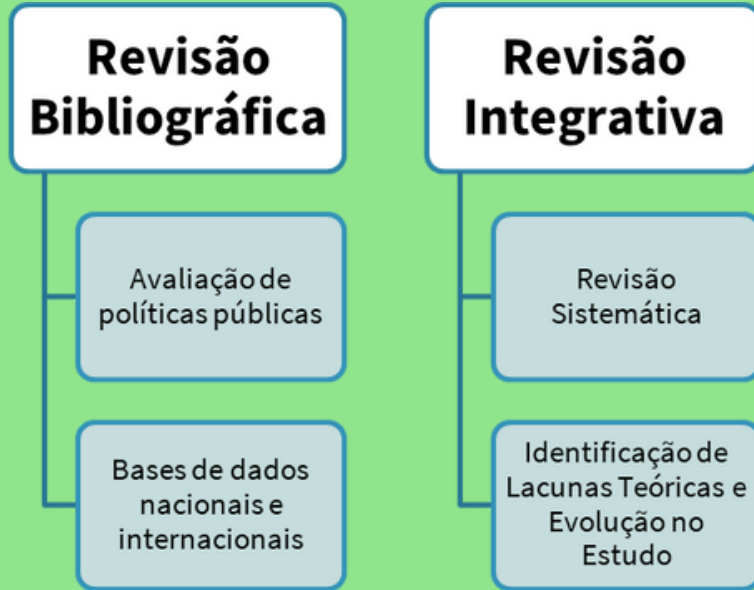 Revisão
Bibliográfica
Avaliação de
políticas públicas
Bases de dados
nacionais e
internacionais
Revisão
Integrativa
Revisão
Sistemática
Identificação de
Lacunas Teóricas e
Evolução no
Estudo